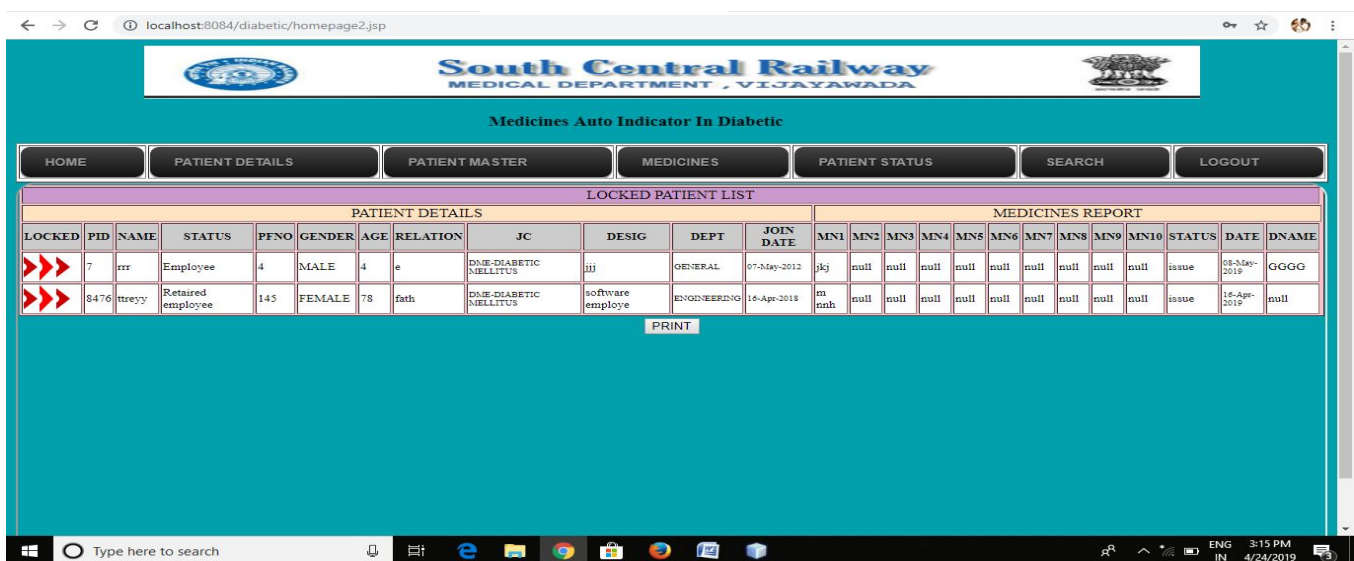 localhost:8084/diabetic/homepage2.jsp
South Central Railway
MEDICAL DEPARTMENT , VIJAYAWADA
Medicines Auto Indicator In Diabetic
HOME PATIENT DETAILS PATIENT MASTER MEDICINES PATIENT STATUS SEARCH LOGOUT
LOCKED PATIENT LIST
PATIENT DETAILS MEDICINES REPORT
LOCKED PID NAME STATUS PFNO GENDER AGE RELATION JC DESIG DEPT JOIN DATE MN1 MN2 MN3 MN4 MN5 MN6 MN7 MN8 MN9 MN10 STATUS DATE DNAME
7 rrr Employee 4 MALE 4 e DME-DIABETIC MELLITUS jjj GENERAL 07-May-2012 jkj null null null null null null null null null issue 08-May-2019 GGGG
8476 ttreyy Retaired employee 145 FEMALE 78 fath DME-DIABETIC MELLITUS software employe ENGINEERING 16-Apr-2018 m nnh null null null null null null null null null issue 16-Apr-2019 null
PRINT
Type here to search
ENG 3:15 PM
IN 4/24/2019
3